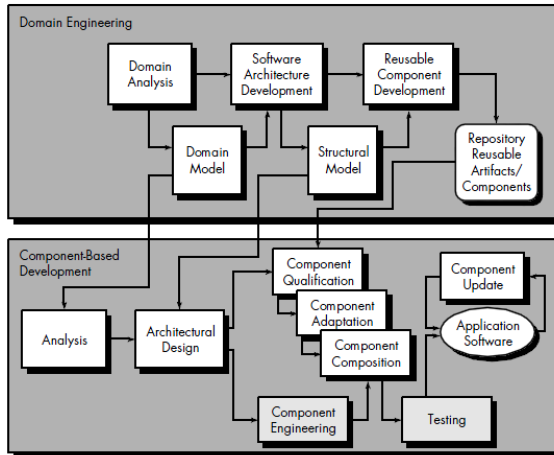 Domain Engineering
Domain
Analysis
Software
Architecture
Development
Reusable
Component
Development
Domain
Model
Structural
Model
Repository
Reusable
Artifacts/
Components
Component-Based
Development
Component
Qualification
Component
Update
Component
Adaptation
Analysis
Architectural
Design
Component
Composition
Application
Software
Component
Engineering
Testing